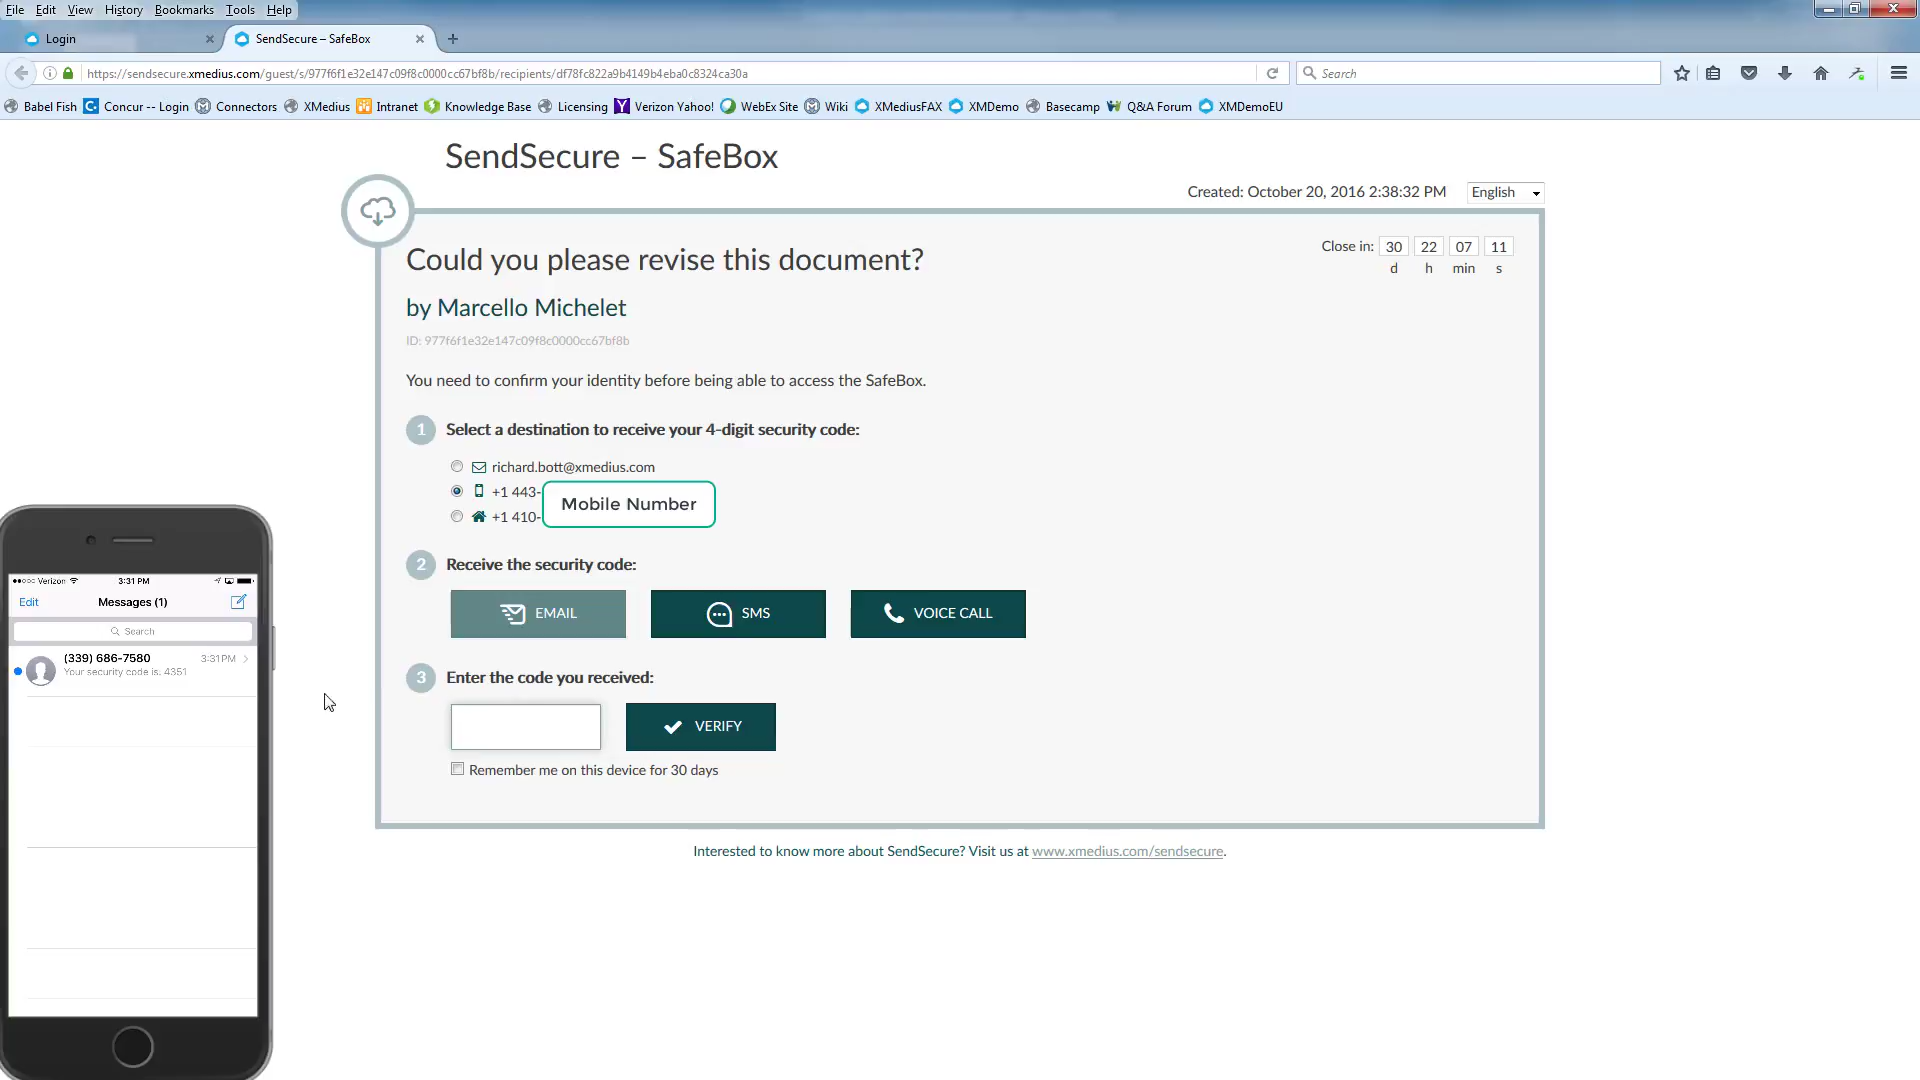 File Edit View History Bookmarks Tools Help
Login
SendSecure – SafeBox
https://sendsecure.xmedius.com/guest/s/977f6f1e32e147c09f8c0000cc67bf8b/recipients/df78fc822a9b4149b4eba0c8324ca30a
Search
Babel Fish Concur -- Login Connectors XMedius Intranet Knowledge Base Licensing Verizon Yahoo! WebEx Site Wiki XMediusFAX XMDemo Basecamp Q&A Forum XMDemoEU
SendSecure – SafeBox
Created: October 20, 2016 2:38:32 PM English
Could you please revise this document?
Close in: 30 22 07 11
d h min s
by Marcello Michelet
ID: 977f6f1e32e147c09f8c0000cc67bf8b
You need to confirm your identity before being able to access the SafeBox.
1 Select a destination to receive your 4-digit security code:
richard.bott@xmedius.com
+1 443-
Mobile Number
+1 410-
2 Receive the security code:
EMAIL SMS VOICE CALL
3 Enter the code you received:
VERIFY
Remember me on this device for 30 days
Interested to know more about SendSecure? Visit us at www.xmedius.com/sendsecure.
Verizon 3:31 PM
Edit Messages (1)
Search
(339) 686-7580 3:31 PM
Your security code is: 4351